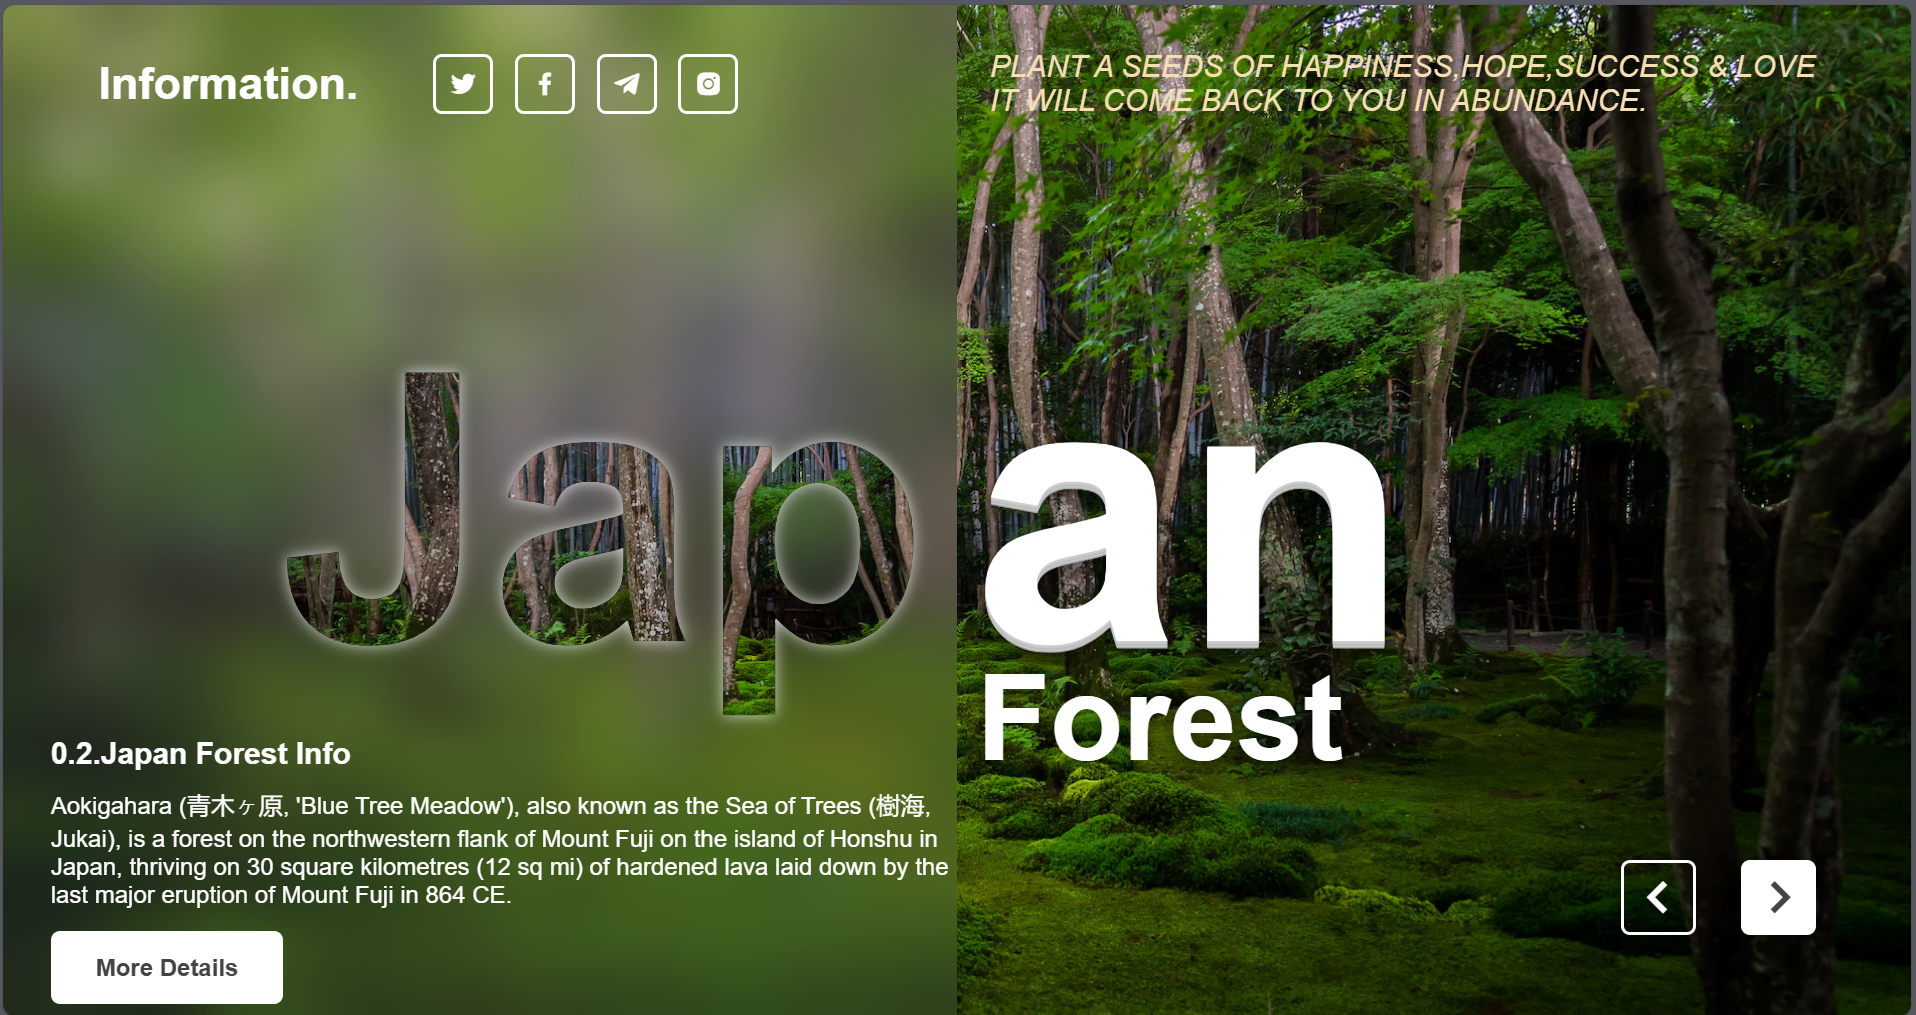 Information.
PLANT A SEEDS OF HAPPINESS,HOPE,SUCCESS & LOVE
IT WILL COME BACK TO YOU IN ABUNDANCE.
Japan
Forest
0.2.Japan Forest Info
Aokigahara (青木ヶ原, 'Blue Tree Meadow'), also known as the Sea of Trees (樹海,
Jukai), is a forest on the northwestern flank of Mount Fuji on the island of Honshu in
Japan, thriving on 30 square kilometres (12 sq mi) of hardened lava laid down by the
last major eruption of Mount Fuji in 864 CE.
More Details